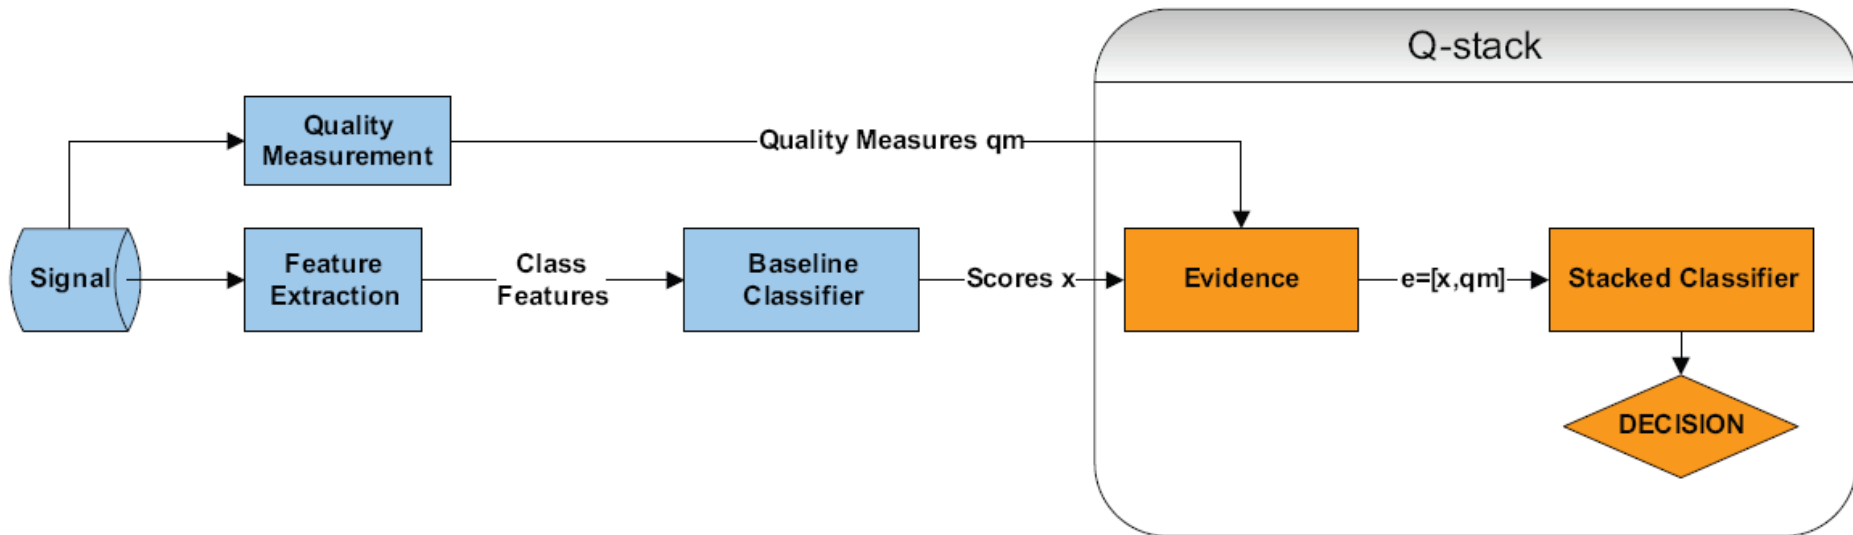 Q-stack
Quality
Measurement
Quality Measures qm
Signal
Feature
Extraction
Class
Features
Baseline
Classifier
Scores x
Evidence
e=[x,qm]
Stacked Classifier
DECISION